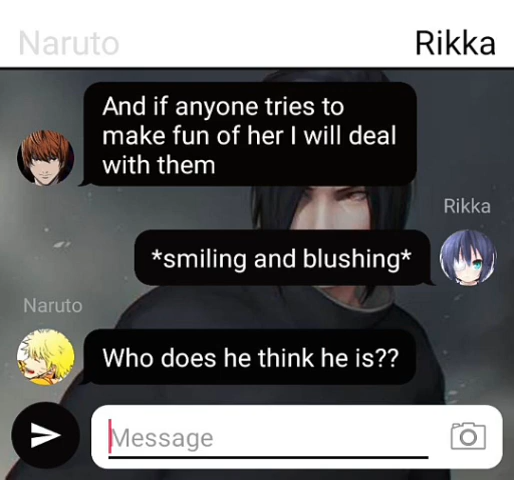 Naruto Rikka
And if anyone tries to
make fun of her I will deal
with them
Rikka
*smiling and blushing*
Naruto
Who does he think he is??
Message